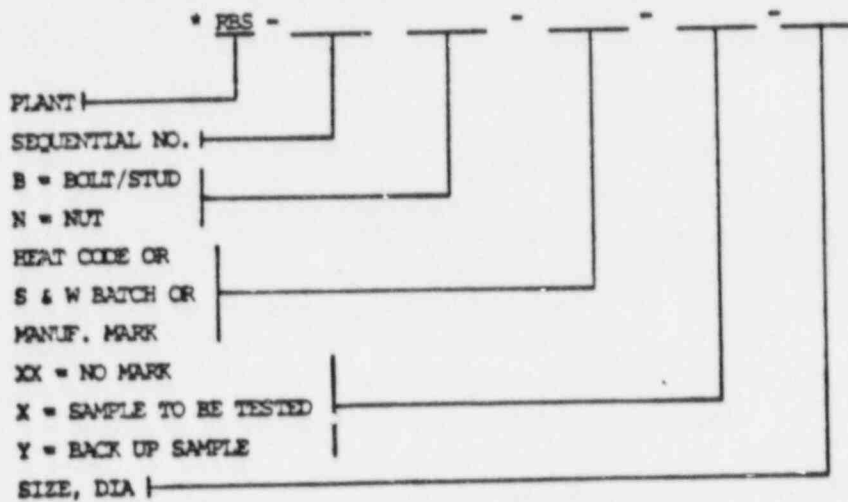 * RBS - ____ ____ - ____ - ____ - ____
PLANT
SEQUENTIAL NO.
B = BOLT/STUD
N = NUT
HEAT CODE OR
S & W BATCH OR
MANUF. MARK
XX = NO MARK
X = SAMPLE TO BE TESTED
Y = BACK UP SAMPLE
SIZE, DIA